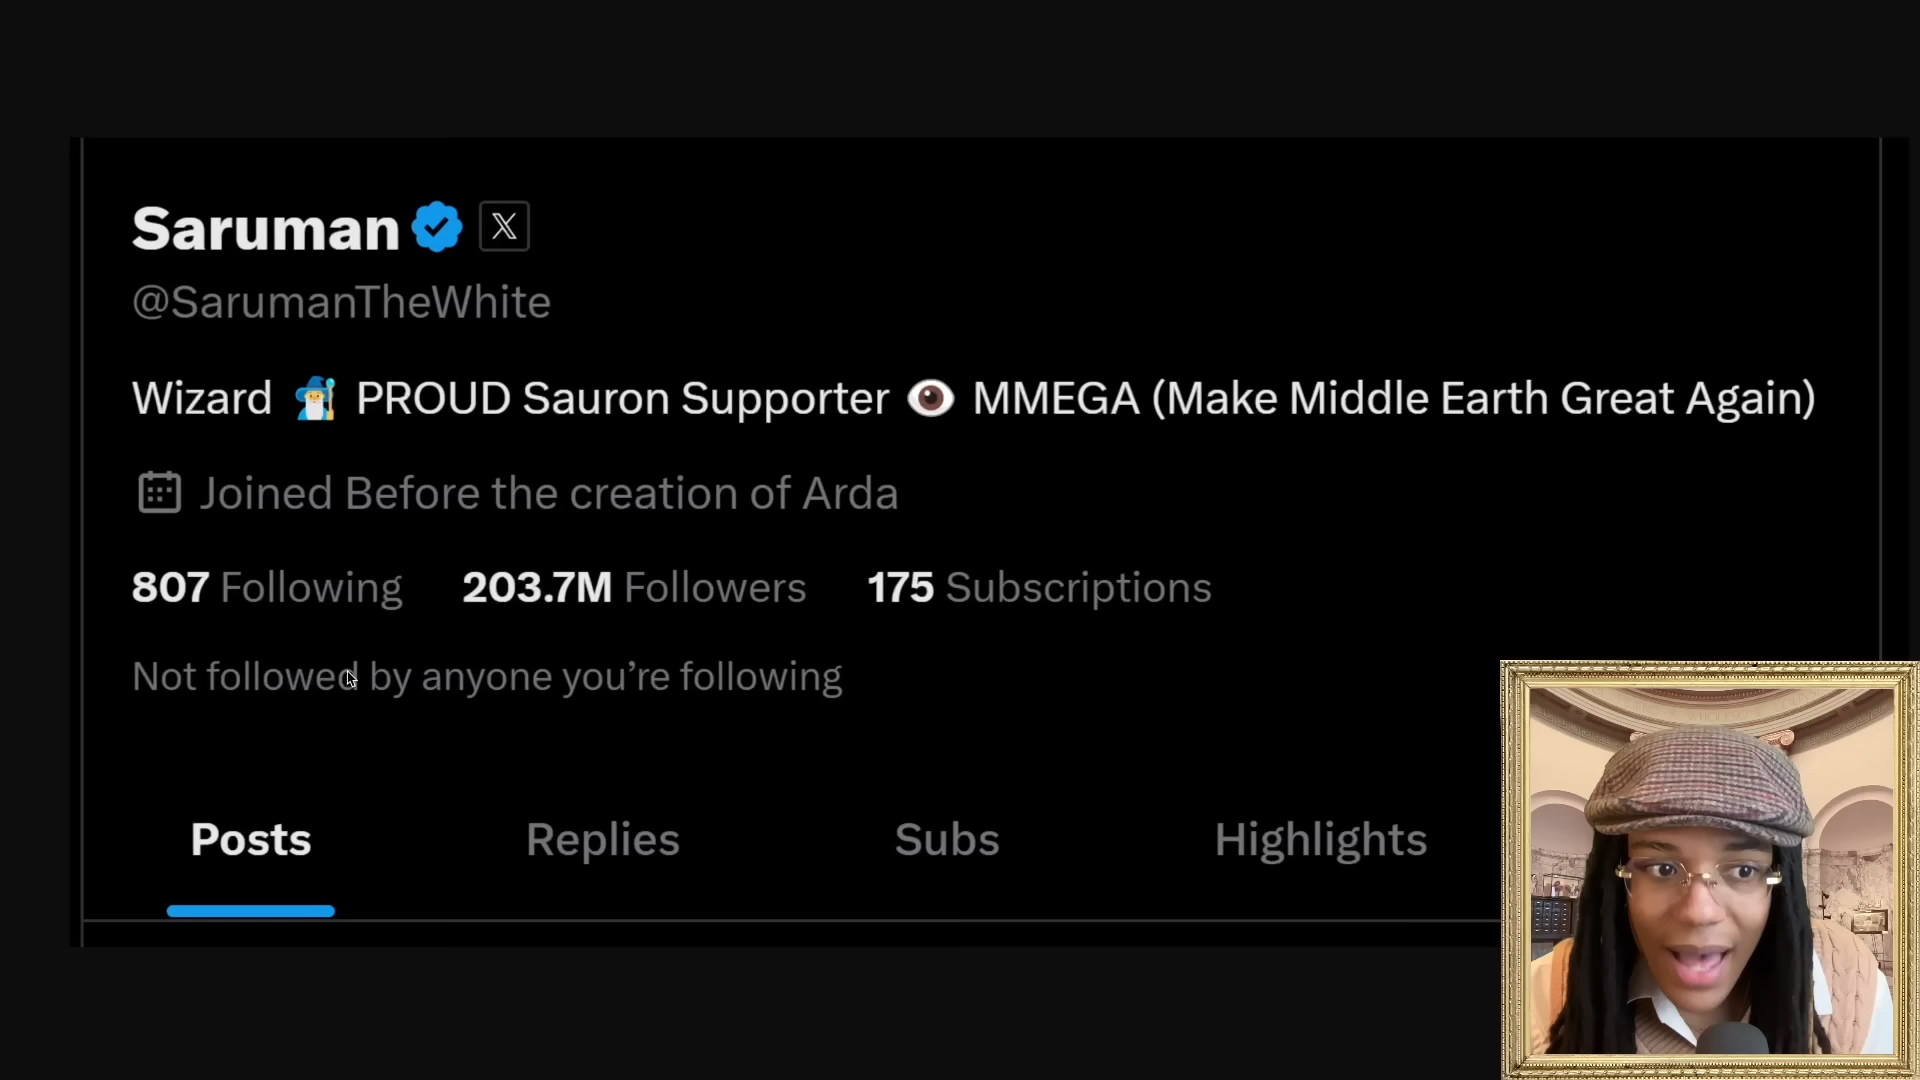 Saruman
@SarumanTheWhite
Wizard 🧙‍♂️ PROUD Sauron Supporter 👁️ MMEGA (Make Middle Earth Great Again)
Joined Before the creation of Arda
807 Following 203.7M Followers 175 Subscriptions
Not followed by anyone you’re following
Posts Replies Subs Highlights